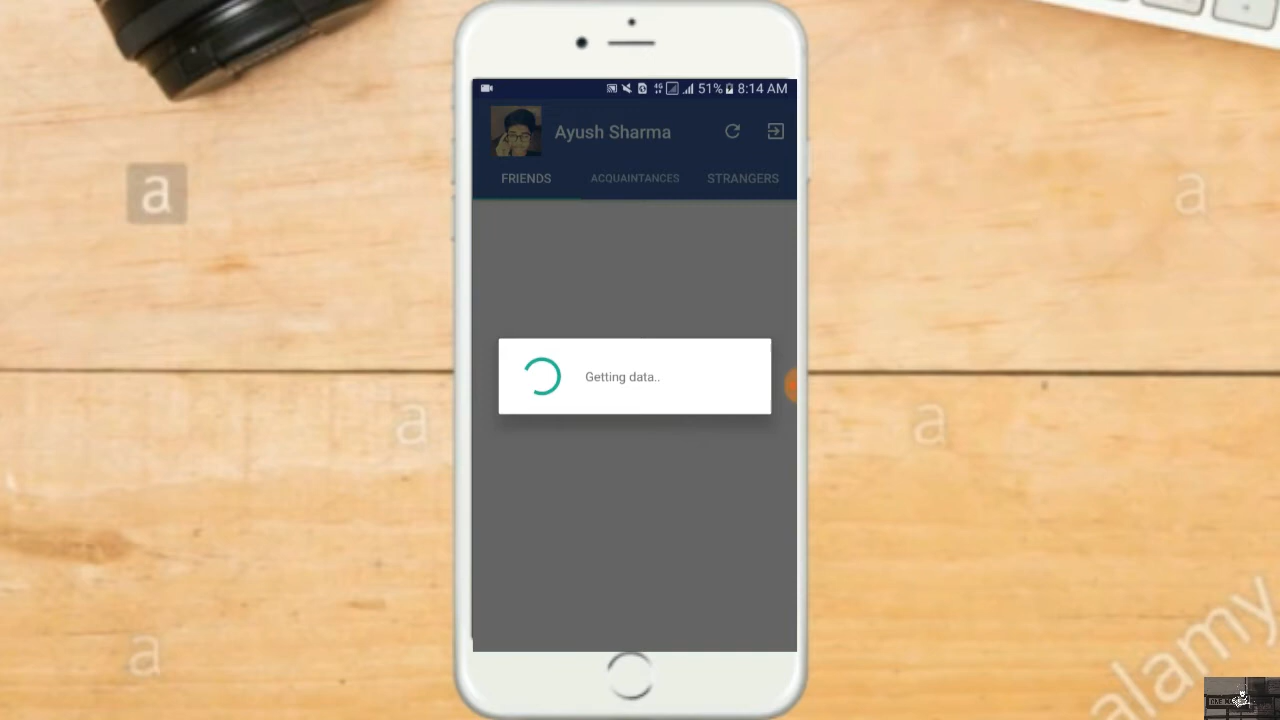 51% 8:14 AM
Ayush Sharma
FRIENDS ACQUAINTANCES STRANGERS
Getting data..
a
a
a
a
a
alamy